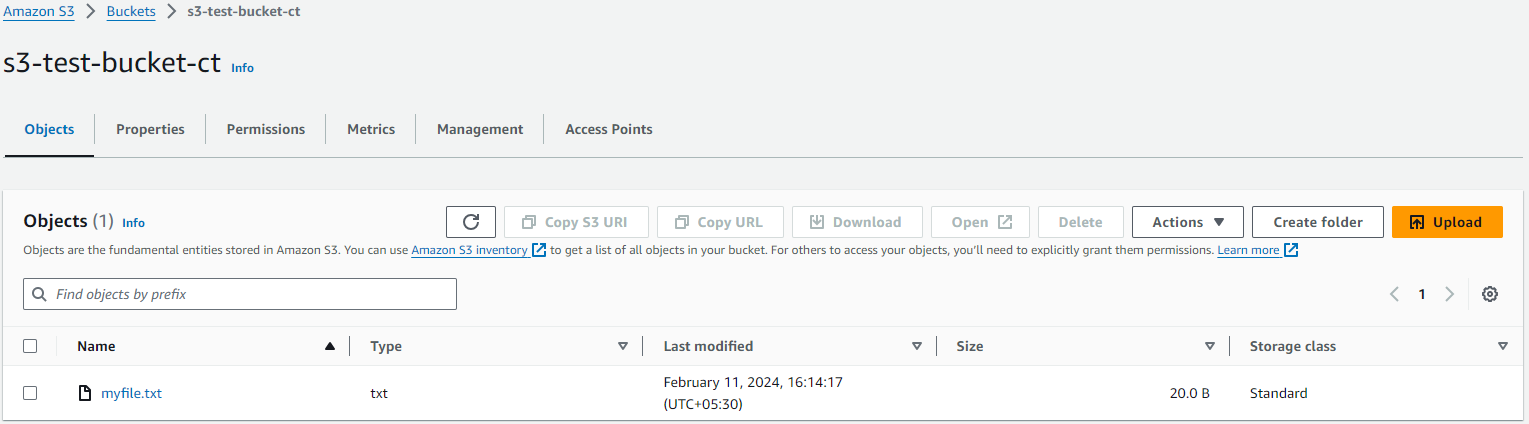 Amazon S3 > Buckets > s3-test-bucket-ct
s3-test-bucket-ct Info
Objects Properties Permissions Metrics Management Access Points
Objects (1) Info Copy S3 URI Copy URL Download Open Delete Actions Create folder Upload
Objects are the fundamental entities stored in Amazon S3. You can use Amazon S3 inventory to get a list of all objects in your bucket. For others to access your objects, you'll need to explicitly grant them permissions. Learn more
Find objects by prefix 1
Name Type Last modified Size Storage class
myfile.txt txt February 11, 2024, 16:14:17 20.0 B Standard
(UTC+05:30)